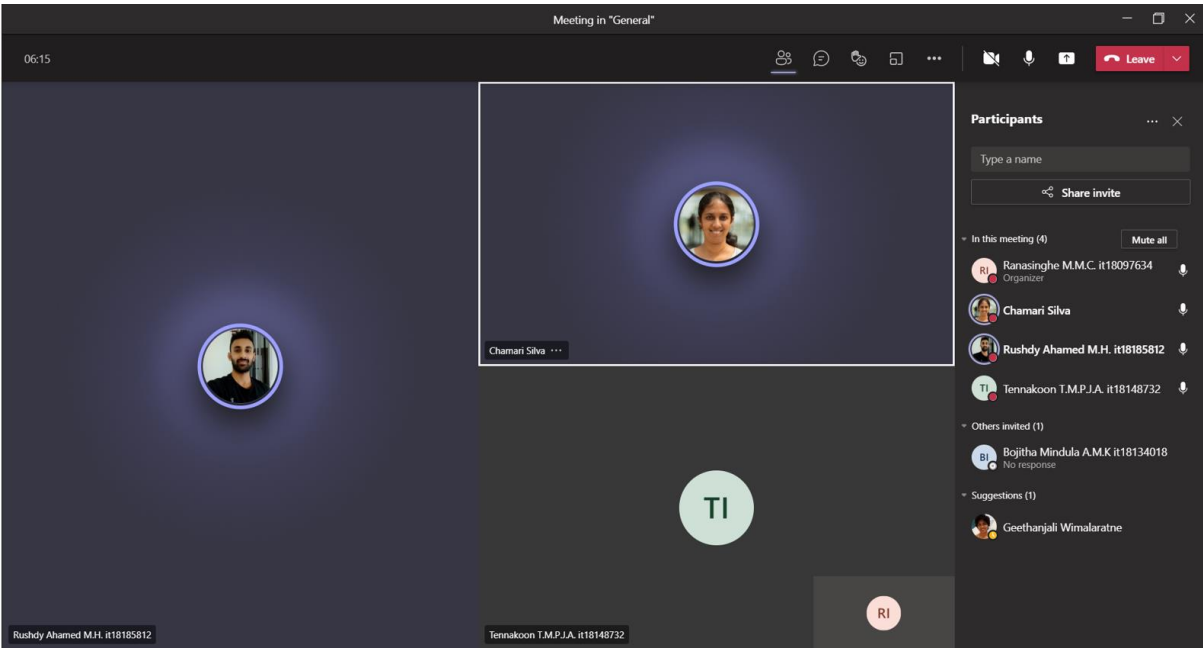 Meeting in "General"
06:15
Leave
Rushdy Ahamed M.H. it18185812
Chamari Silva ...
TI
Tennakoon T.M.P.J.A. it18148732
RI
Participants
Type a name
Share invite
In this meeting (4)
Mute all
RI
Ranasinghe M.M.C. it18097634
Organizer
Chamari Silva
Rushdy Ahamed M.H. it18185812
TI
Tennakoon T.M.P.J.A. it18148732
Others invited (1)
BI
Bojitha Mindula A.M.K it18134018
No response
Suggestions (1)
Geethanjali Wimalaratne